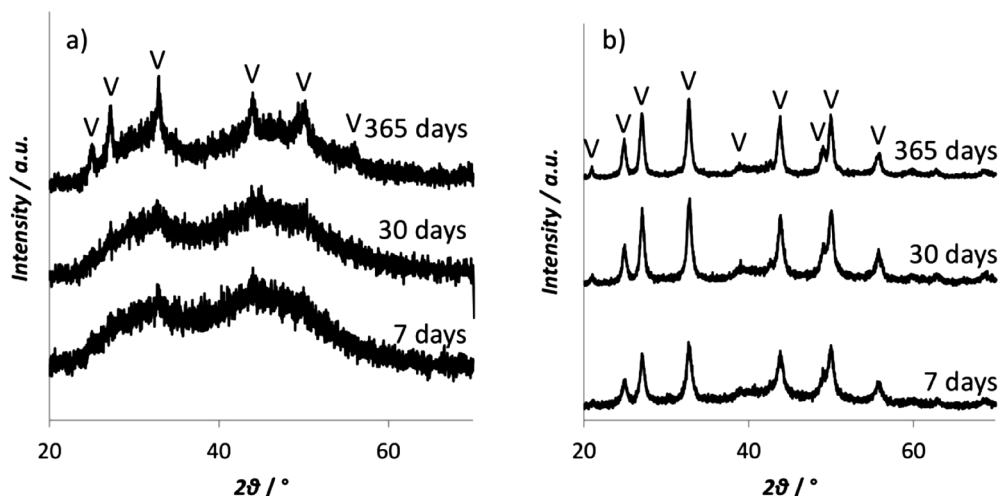 a)
V
V
V
V
V
V
365 days
30 days
7 days
Intensity / a.u.
20
40
60
2ϑ / °
b)
V
V
V
V
V
V
V
V
V
365 days
30 days
7 days
Intensity / a.u.
20
40
60
2ϑ / °